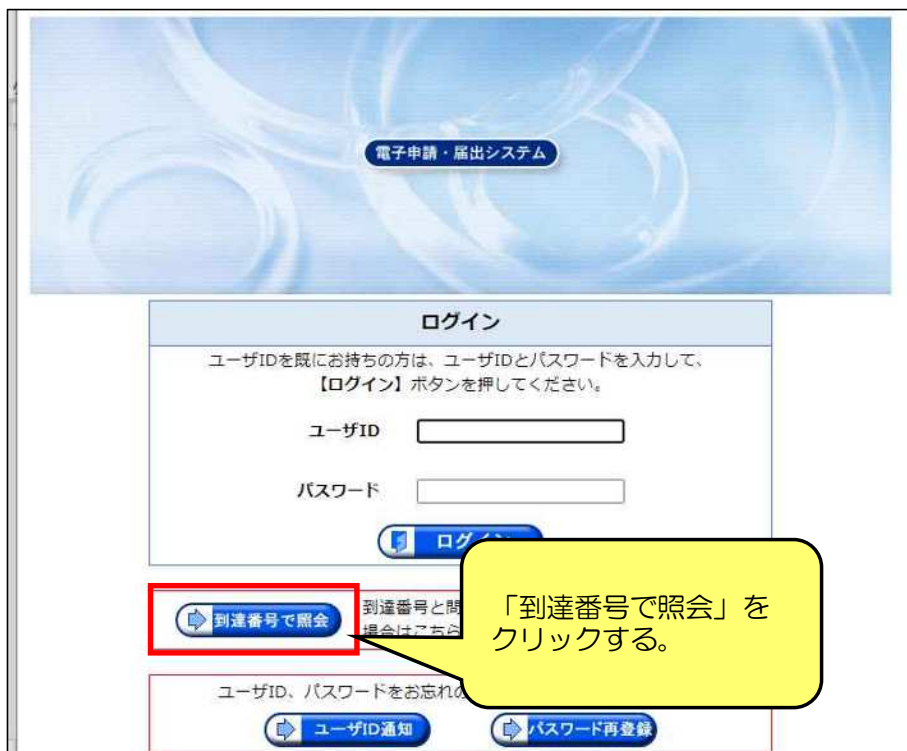 電子申請・届出システム
ログイン
ユーザIDを既にお持ちの方は、ユーザIDとパスワードを入力して、
【ログイン】ボタンを押してください。
ユーザID
パスワード
ログイン
到達番号で照会
到達番号と問
場合はこちら
「到達番号で照会」を
クリックする。
ユーザID、パスワードをお忘れの
ユーザID通知
パスワード再登録